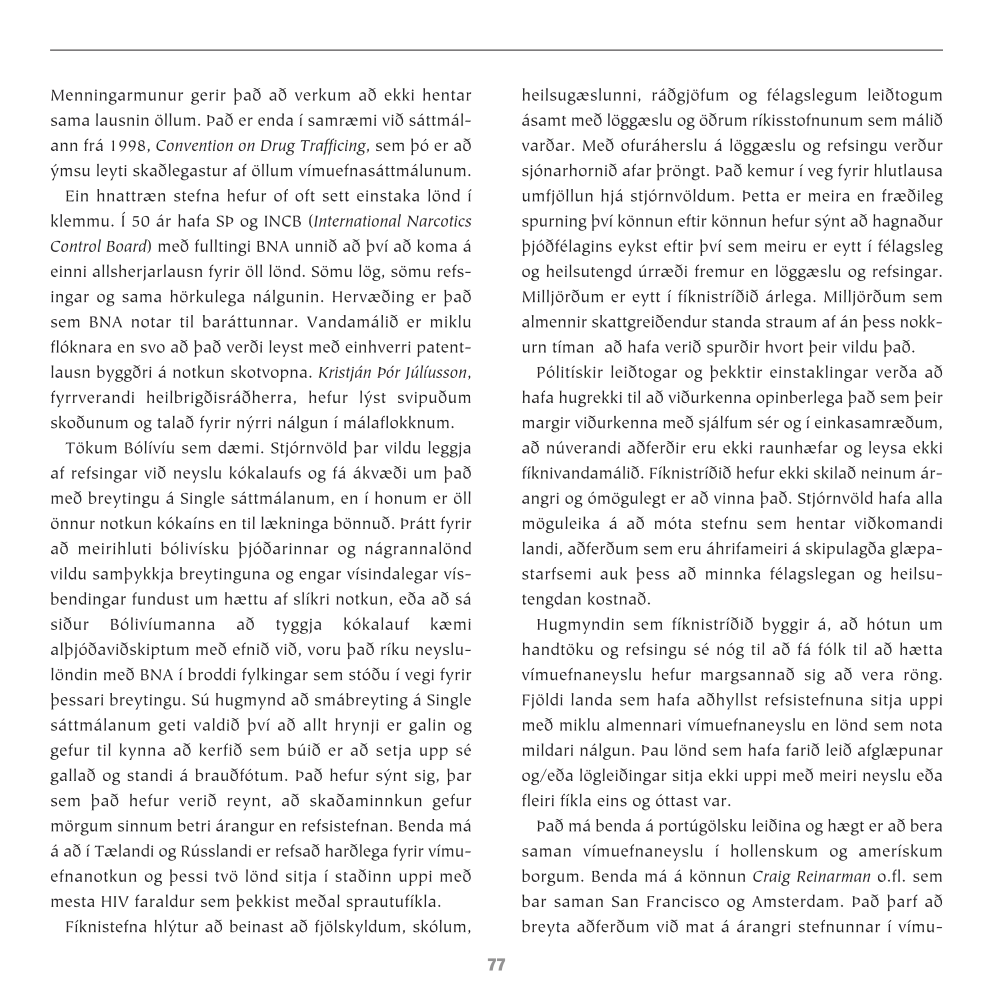 Menningarmunur gerir það að verkum að ekki hentar
sama lausnin öllum. Það er enda í samræmi við sáttmál-
ann frá 1998, Convention on Drug Trafficing, sem þó er að
ýmsu leyti skaðlegastur af öllum vímuefnasáttmálunum.
Ein hnattræn stefna hefur of oft sett einstaka lönd í
klemmu. Í 50 ár hafa SÞ og INCB (International Narcotics
Control Board) með fulltingi BNA unnið að því að koma á
einni allsherjarlausn fyrir öll lönd. Sömu lög, sömu refs-
ingar og sama hörkulega nálgunin. Hervæðing er það
sem BNA notar til baráttunnar. Vandamálið er miklu
flóknara en svo að það verði leyst með einhverri patent-
lausn byggðri á notkun skotvopna. Kristján Þór Júlíusson,
fyrrverandi heilbrigðisráðherra, hefur lýst svipuðum
skoðunum og talað fyrir nýrri nálgun í málaflokknum.
Tökum Bólívíu sem dæmi. Stjórnvöld þar vildu leggja
af refsingar við neyslu kókalaufs og fá ákvæði um það
með breytingu á Single sáttmálanum, en í honum er öll
önnur notkun kókaíns en til lækninga bönnuð. Þrátt fyrir
að meirihluti bólivísku þjóðarinnar og nágrannalönd
vildu samþykkja breytinguna og engar vísindalegar vís-
bendingar fundust um hættu af slíkri notkun, eða að sá
siður Bólivíumanna að tyggja kókalauf kæmi
alþjóðaviðskiptum með efnið við, voru það ríku neyslu-
löndin með BNA í broddi fylkingar sem stóðu í vegi fyrir
þessari breytingu. Sú hugmynd að smábreyting á Single
sáttmálanum geti valdið því að allt hrynji er galin og
gefur til kynna að kerfið sem búið er að setja upp sé
gallað og standi á brauðfótum. Það hefur sýnt sig, þar
sem það hefur verið reynt, að skaðaminnkun gefur
mörgum sinnum betri árangur en refsistefnan. Benda má
á að í Tælandi og Rússlandi er refsað harðlega fyrir vímu-
efnanotkun og þessi tvö lönd sitja í staðinn uppi með
mesta HIV faraldur sem þekkist meðal sprautufíkla.
Fíknistefna hlýtur að beinast að fjölskyldum, skólum,
heilsugæslunni, ráðgjöfum og félagslegum leiðtogum
ásamt með löggæslu og öðrum ríkisstofnunum sem málið
varðar. Með ofuráherslu á löggæslu og refsingu verður
sjónarhornið afar þröngt. Það kemur í veg fyrir hlutlausa
umfjöllun hjá stjórnvöldum. Þetta er meira en fræðileg
spurning því könnun eftir könnun hefur sýnt að hagnaður
þjóðfélagins eykst eftir því sem meiru er eytt í félagsleg
og heilsutengd úrræði fremur en löggæslu og refsingar.
Milljörðum er eytt í fíknistríðið árlega. Milljörðum sem
almennir skattgreiðendur standa straum af án þess nokk-
urn tíman að hafa verið spurðir hvort þeir vildu það.
Pólitískir leiðtogar og þekktir einstaklingar verða að
hafa hugrekki til að viðurkenna opinberlega það sem þeir
margir viðurkenna með sjálfum sér og í einkasamræðum,
að núverandi aðferðir eru ekki raunhæfar og leysa ekki
fíknivandamálið. Fíknistríðið hefur ekki skilað neinum ár-
angri og ómögulegt er að vinna það. Stjórnvöld hafa alla
möguleika á að móta stefnu sem hentar viðkomandi
landi, aðferðum sem eru áhrifameiri á skipulagða glæpa-
starfsemi auk þess að minnka félagslegan og heilsu-
tengdan kostnað.
Hugmyndin sem fíknistríðið byggir á, að hótun um
handtöku og refsingu sé nóg til að fá fólk til að hætta
vímuefnaneyslu hefur margsannað sig að vera röng.
Fjöldi landa sem hafa aðhyllst refsistefnuna sitja uppi
með miklu almennari vímuefnaneyslu en lönd sem nota
mildari nálgun. Þau lönd sem hafa farið leið afglæpunar
og/eða lögleiðingar sitja ekki uppi með meiri neyslu eða
fleiri fíkla eins og óttast var.
Það má benda á portúgölsku leiðina og hægt er að bera
saman vímuefnaneyslu í hollenskum og amerískum
borgum. Benda má á könnun Craig Reinarman o.fl. sem
bar saman San Francisco og Amsterdam. Það þarf að
breyta aðferðum við mat á árangri stefnunnar í vímu-
77